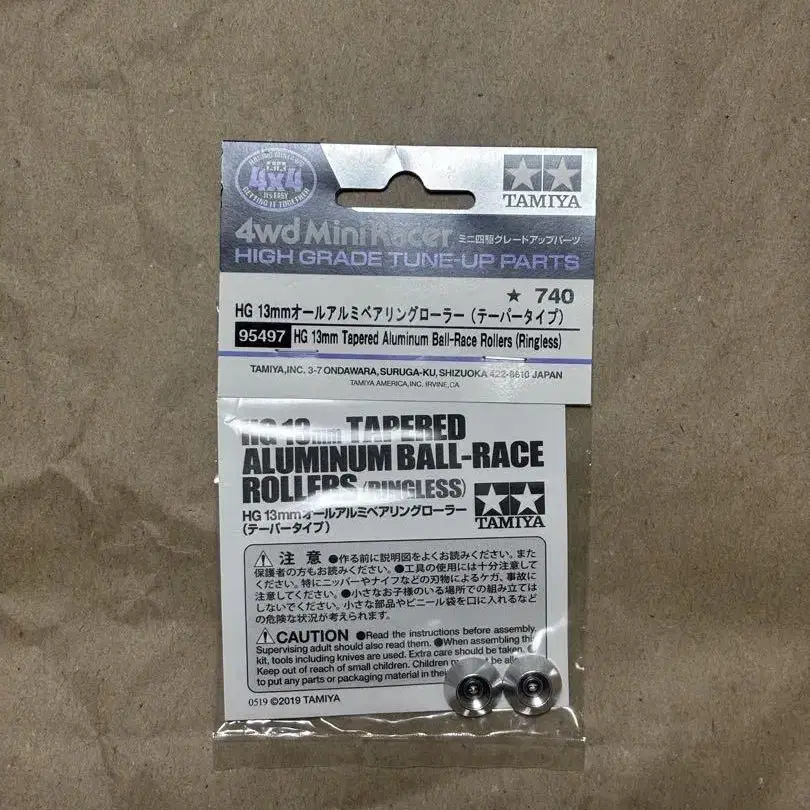 4x4
IT'S EASY
GETTING IT TOGETHER
TAMIYA
4wd Mini Racer ミニ四駆グレードアップパーツ
HIGH GRADE TUNE-UP PARTS
★ 740
HG 13mmオールアルミベアリングローラー (テーパータイプ)
95497 HG 13mm Tapered Aluminum Ball-Race Rollers (Ringless)
TAMIYA,INC. 3-7 ONDAWARA, SURUGA-KU, SHIZUOKA 422-8610 JAPAN
TAMIYA AMERICA,INC. IRVINE,CA
HG 13mm TAPERED
ALUMINUM BALL-RACE
ROLLERS (RINGLESS)
TAMIYA
HG 13mmオールアルミベアリングローラー
(テーパータイプ)
注意 ●作る前に説明図をよくお読みください。また
保護者の方もお読みください。●工具の使用には十分注意して
ください。特にニッパーやナイフなどの刃物によるケガ、事故に
注意してください。●小さなお子様のいる場所での組み立ては
しないでください。小さな部品やビニール袋を口に入れるなど
の危険な状況が考えられます。
CAUTION ●Read the instructions before assembly.
Supervising adult should also read them. ●When assembling this
kit, tools including knives are used. Extra care should be taken. ●
Keep out of reach of small children. Children must not be
to put any parts or packaging material in their
0519 ©2019 TAMIYA